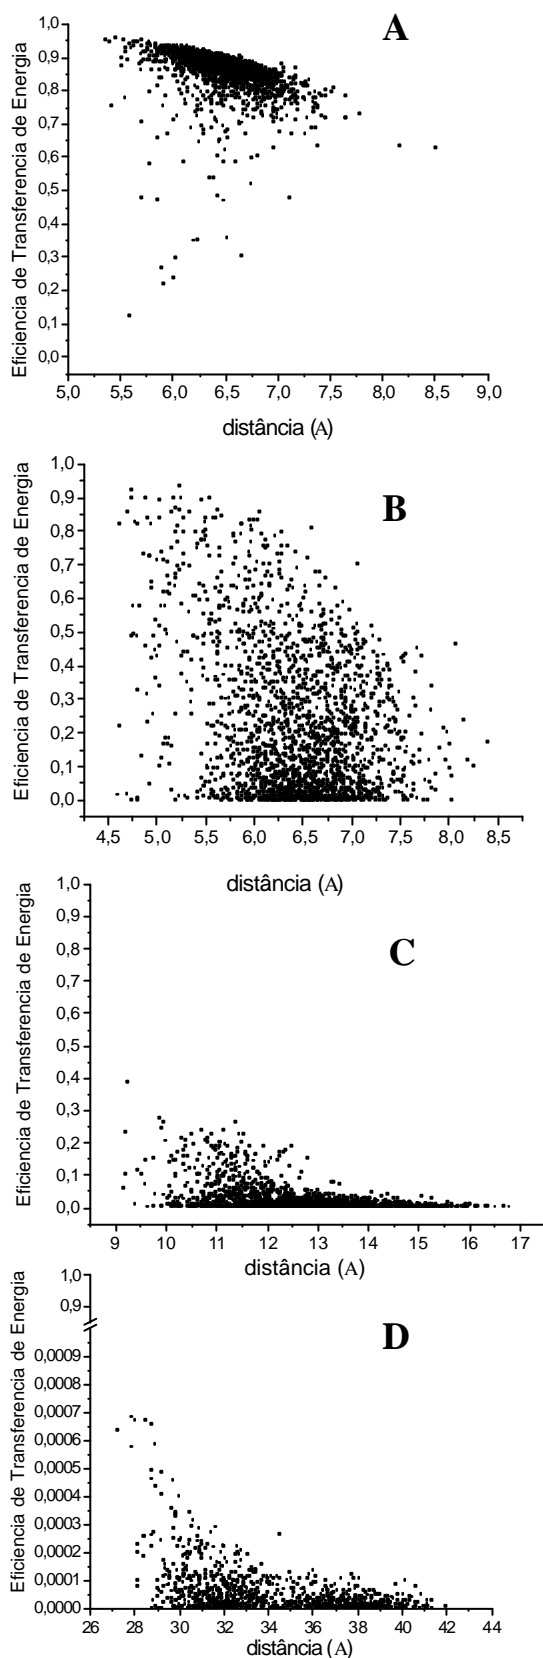 A
Eficiencia de Transferencia de Energia
1,0
0,9
0,8
0,7
0,6
0,5
0,4
0,3
0,2
0,1
0,0
5,0 5,5 6,0 6,5 7,0 7,5 8,0 8,5 9,0
distância (A)
B
Eficiencia de Transferencia de Energia
1,0
0,9
0,8
0,7
0,6
0,5
0,4
0,3
0,2
0,1
0,0
4,5 5,0 5,5 6,0 6,5 7,0 7,5 8,0 8,5
distância (A)
C
Eficiencia de Transferencia de Energia
1,0
0,9
0,8
0,7
0,6
0,5
0,4
0,3
0,2
0,1
0,0
9 10 11 12 13 14 15 16 17
distância (A)
D
Eficiencia de Transferencia de Energia
1,0
0,9
0,0009
0,0008
0,0007
0,0006
0,0005
0,0004
0,0003
0,0002
0,0001
0,0000
26 28 30 32 34 36 38 40 42 44
distância (A)